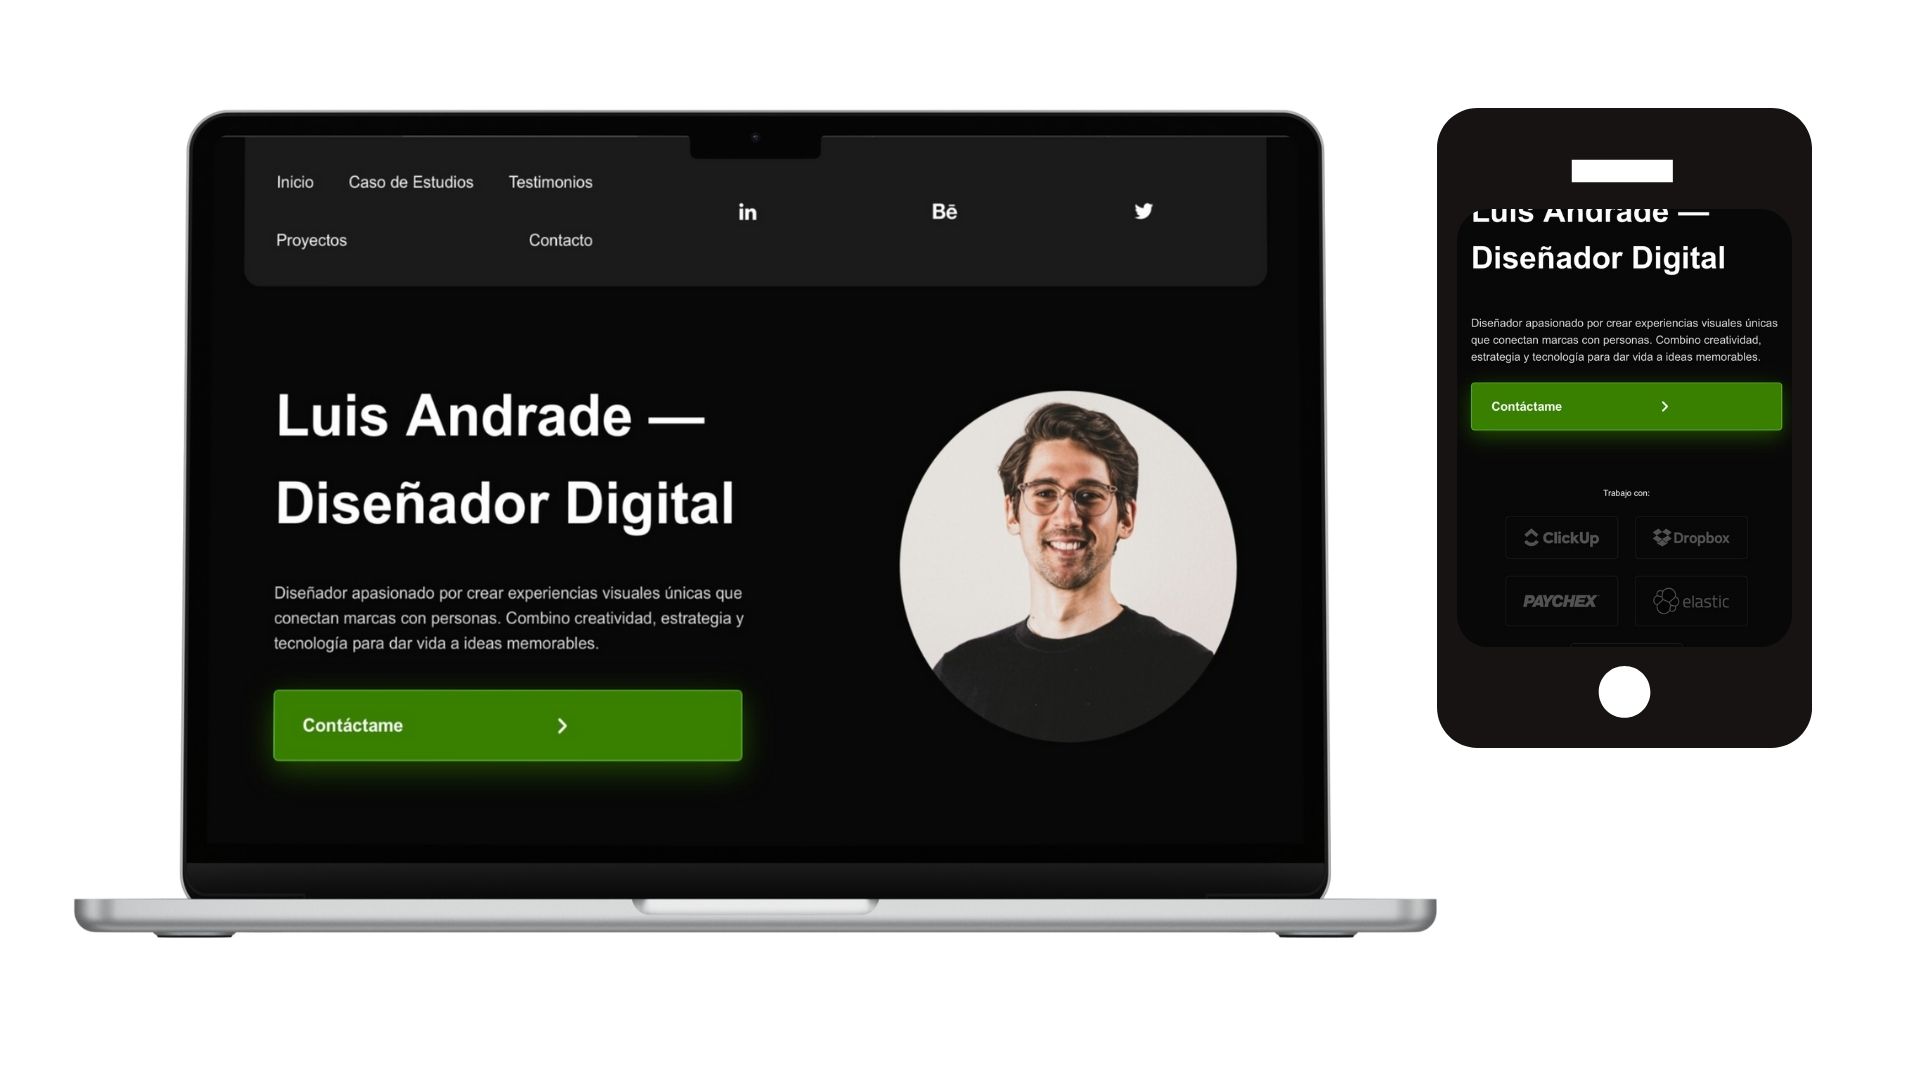 Inicio Caso de Estudios Testimonios
Proyectos Contacto
in Bē
Luis Andrade —
Diseñador Digital
Diseñador apasionado por crear experiencias visuales únicas que
conectan marcas con personas. Combino creatividad, estrategia y
tecnología para dar vida a ideas memorables.
Contáctame
Luis Andrade —
Diseñador Digital
Diseñador apasionado por crear experiencias visuales únicas
que conectan marcas con personas. Combino creatividad,
estrategia y tecnología para dar vida a ideas memorables.
Contáctame
Trabajo con:
ClickUp Dropbox
PAYCHEX elastic